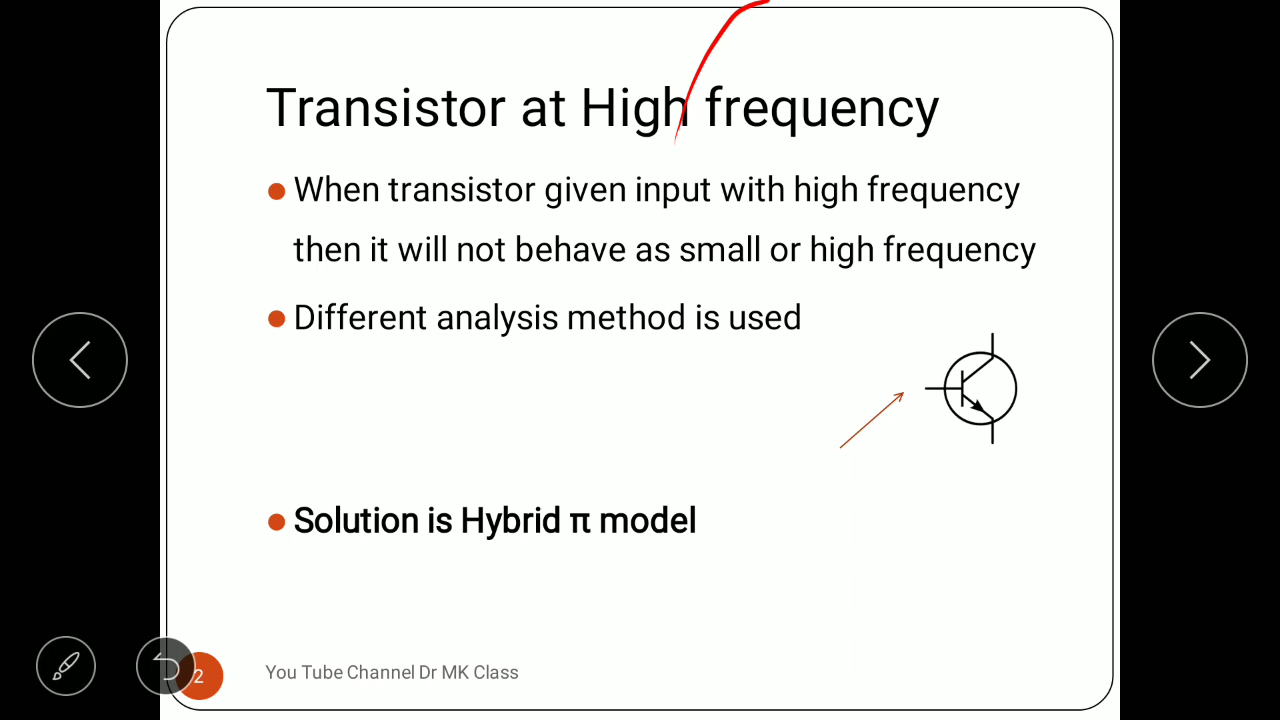 Transistor at High frequency
When transistor given input with high frequency
then it will not behave as small or high frequency
Different analysis method is used
Solution is Hybrid π model
2
You Tube Channel Dr MK Class